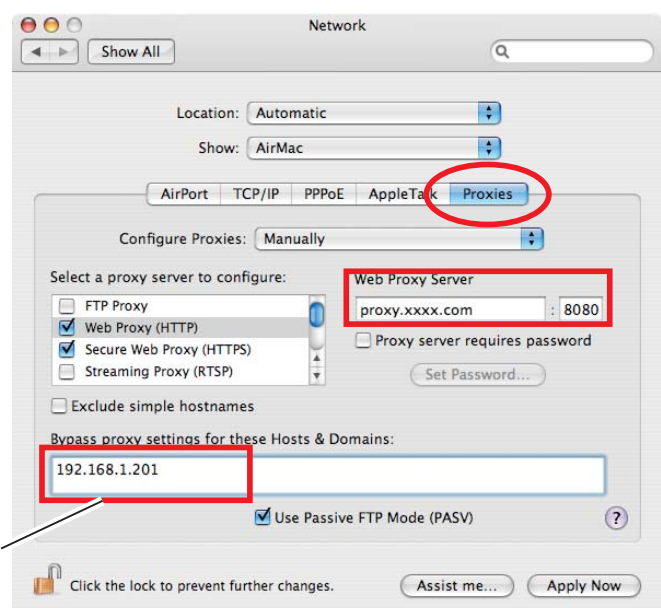 Network
Show All
Location: Automatic
Show: AirMac
AirPort TCP/IP PPPoE AppleTalk Proxies
Configure Proxies: Manually
Select a proxy server to configure:
FTP Proxy
Web Proxy (HTTP)
Secure Web Proxy (HTTPS)
Streaming Proxy (RTSP)
Web Proxy Server
proxy.xxxx.com : 8080
Proxy server requires password
Set Password...
Exclude simple hostnames
Bypass proxy settings for these Hosts & Domains:
192.168.1.201
Use Passive FTP Mode (PASV)
?
Click the lock to prevent further changes.
Assist me...
Apply Now